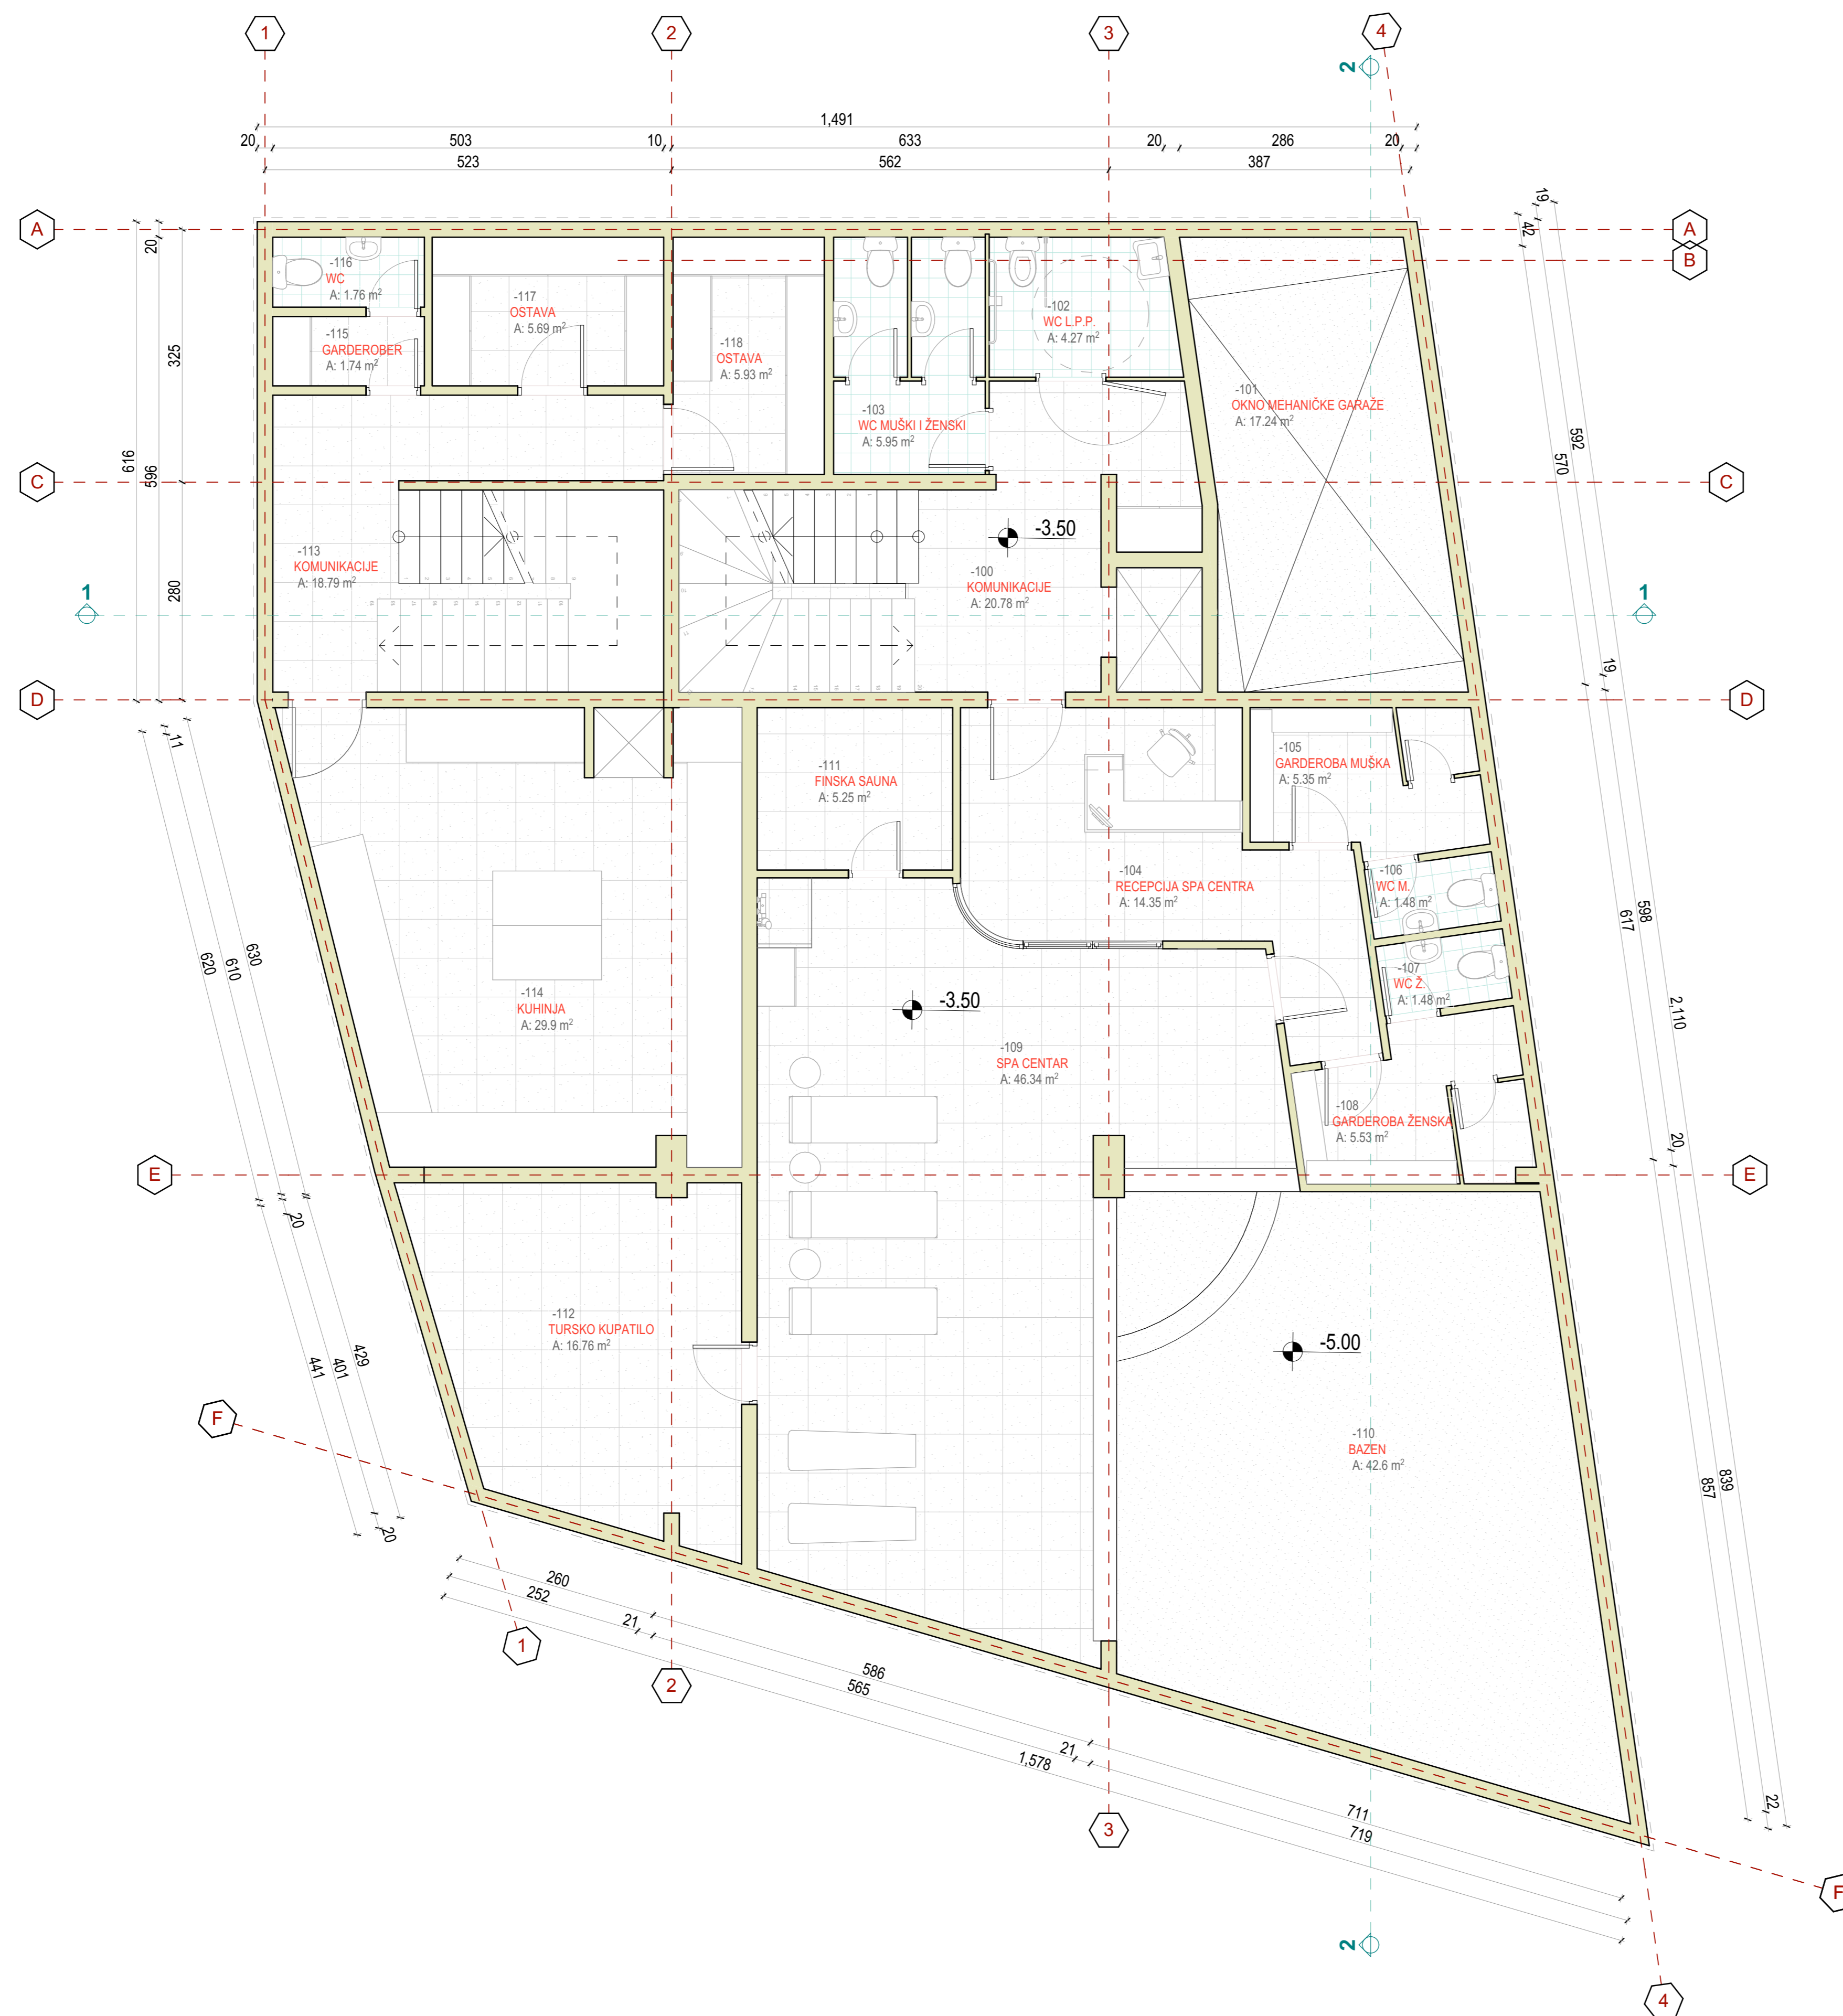 1
2
3
4
2
1,491
20
503
10
633
20
286
20
523
562
387
A
A
B
19
42
20
616
596
325
280
-116
WC
A: 1.76 m²
-117
OSTAVA
A: 5.69 m²
-115
GARDEROBER
A: 1.74 m²
-118
OSTAVA
A: 5.93 m²
-102
WC L.P.P.
A: 4.27 m²
-103
WC MUŠKI I ŽENSKI
A: 5.95 m²
-101
OKNO MEHANIČKE GARAŽE
A: 17.24 m²
592
570
C
C
-3.50
-113
KOMUNIKACIJE
A: 18.79 m²
-100
KOMUNIKACIJE
A: 20.78 m²
1
1
19
D
D
11
-111
FINSKA SAUNA
A: 5.25 m²
-105
GARDEROBA MUŠKA
A: 5.35 m²
-104
RECEPCIJA SPA CENTRA
A: 14.35 m²
-106
WC M.
A: 1.48 m²
-107
WC Ž.
A: 1.48 m²
598
617
2,110
620
610
630
-114
KUHINJA
A: 29.9 m²
-3.50
-109
SPA CENTAR
A: 46.34 m²
-108
GARDEROBA ŽENSKA
A: 5.53 m²
20
E
E
20
-112
TURSKO KUPATILO
A: 16.76 m²
-5.00
441
401
429
-110
BAZEN
A: 42.6 m²
839
857
F
20
260
252
21
1
2
586
565
21
1,578
711
719
22
3
F
2
4